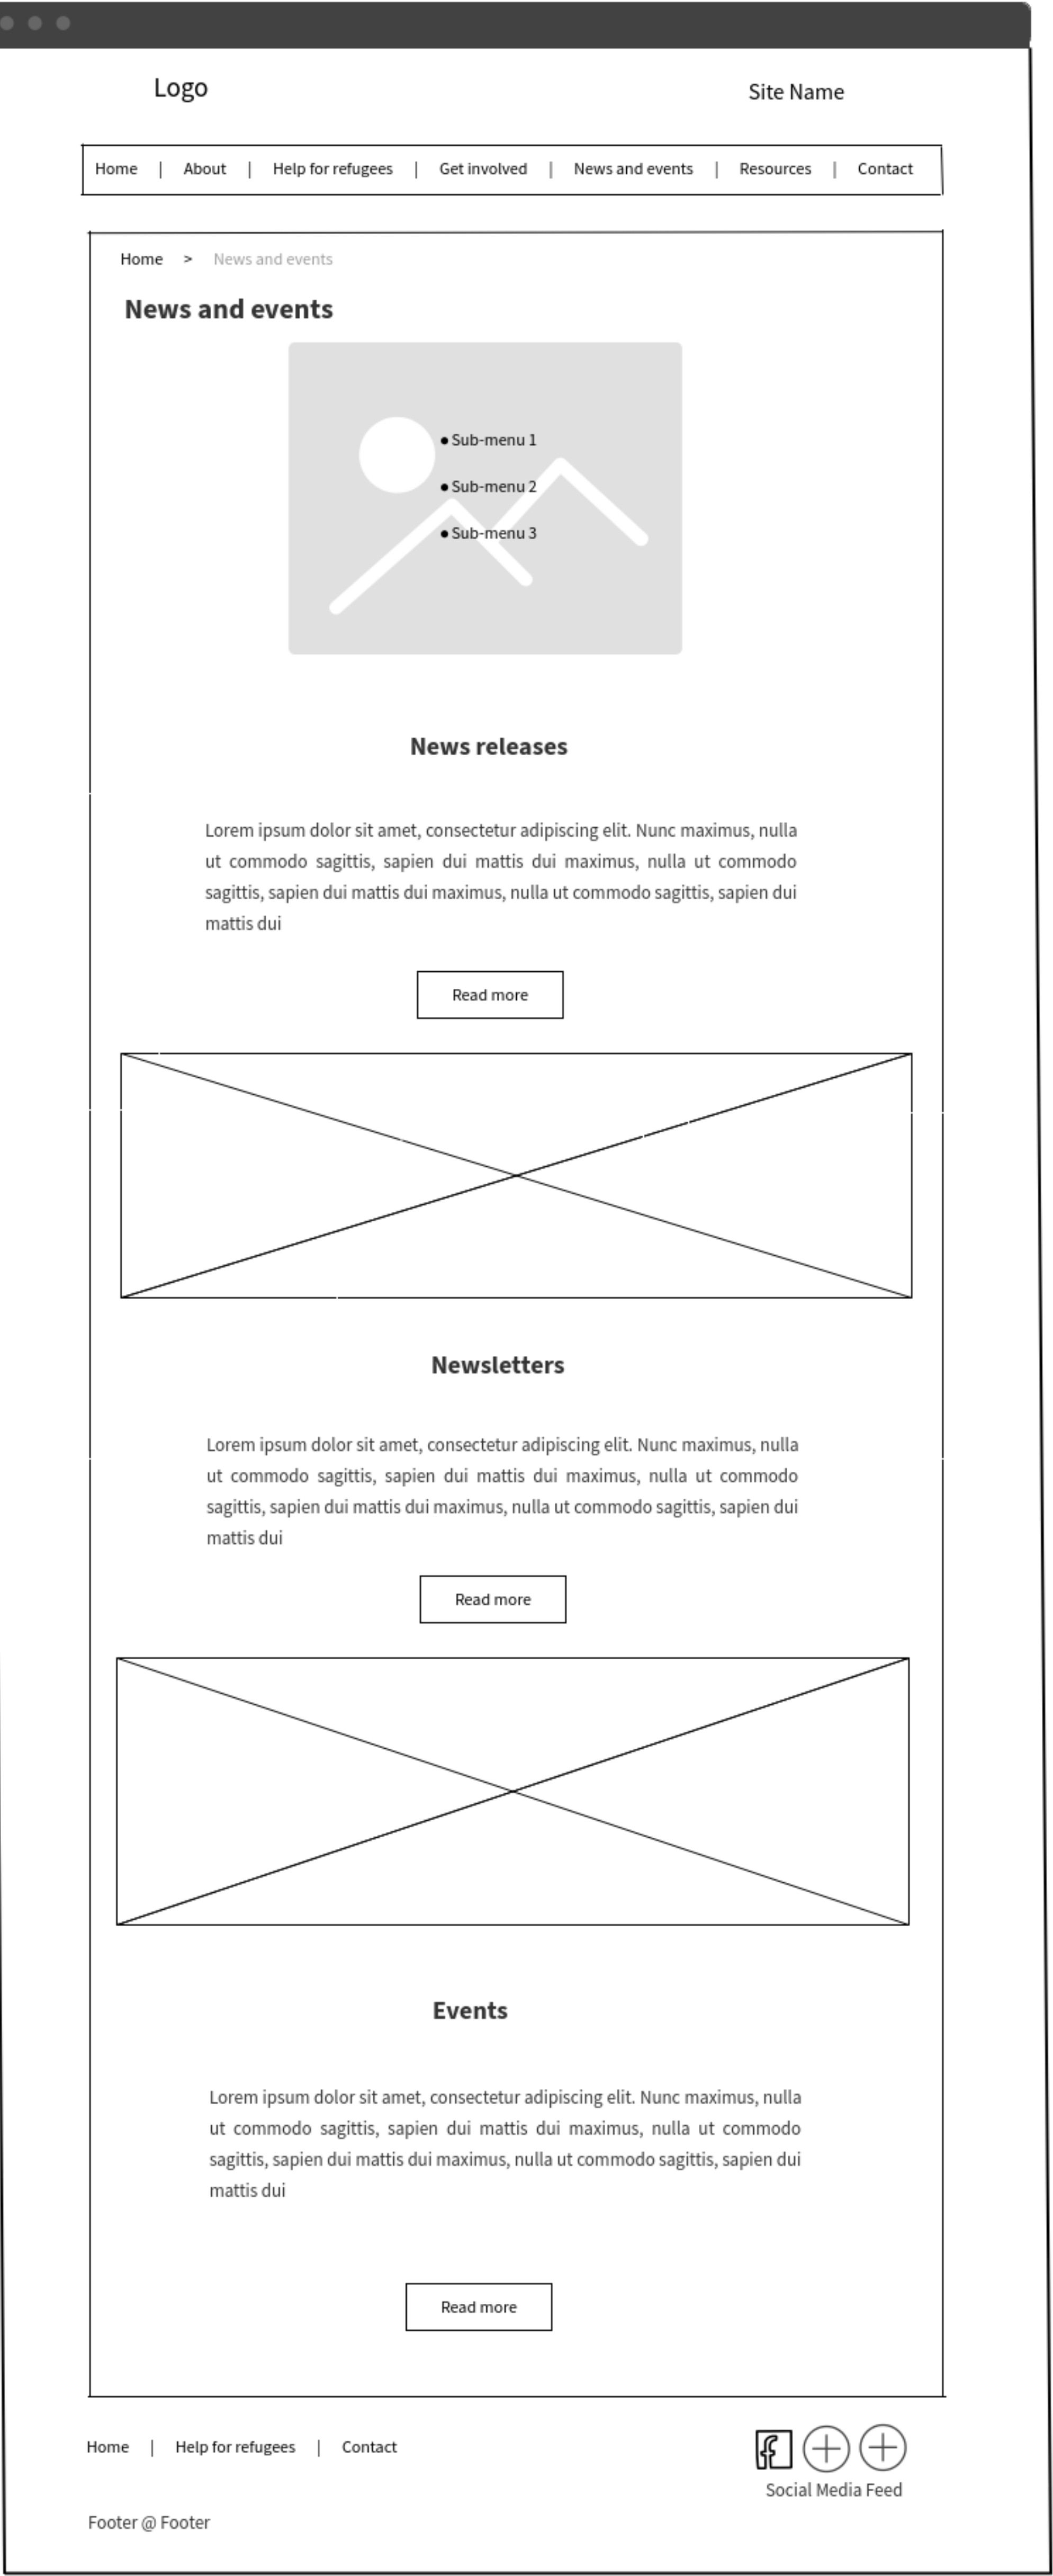 Logo
Site Name
Home | About | Help for refugees | Get involved | News and events | Resources | Contact
Home > News and events
News and events
• Sub-menu 1
• Sub-menu 2
• Sub-menu 3
News releases
Lorem ipsum dolor sit amet, consectetur adipiscing elit. Nunc maximus, nulla
ut commodo sagittis, sapien dui mattis dui maximus, nulla ut commodo
sagittis, sapien dui mattis dui maximus, nulla ut commodo sagittis, sapien dui
mattis dui
Read more
Newsletters
Lorem ipsum dolor sit amet, consectetur adipiscing elit. Nunc maximus, nulla
ut commodo sagittis, sapien dui mattis dui maximus, nulla ut commodo
sagittis, sapien dui mattis dui maximus, nulla ut commodo sagittis, sapien dui
mattis dui
Read more
Events
Lorem ipsum dolor sit amet, consectetur adipiscing elit. Nunc maximus, nulla
ut commodo sagittis, sapien dui mattis dui maximus, nulla ut commodo
sagittis, sapien dui mattis dui maximus, nulla ut commodo sagittis, sapien dui
mattis dui
Read more
Home | Help for refugees | Contact
Social Media Feed
Footer @ Footer